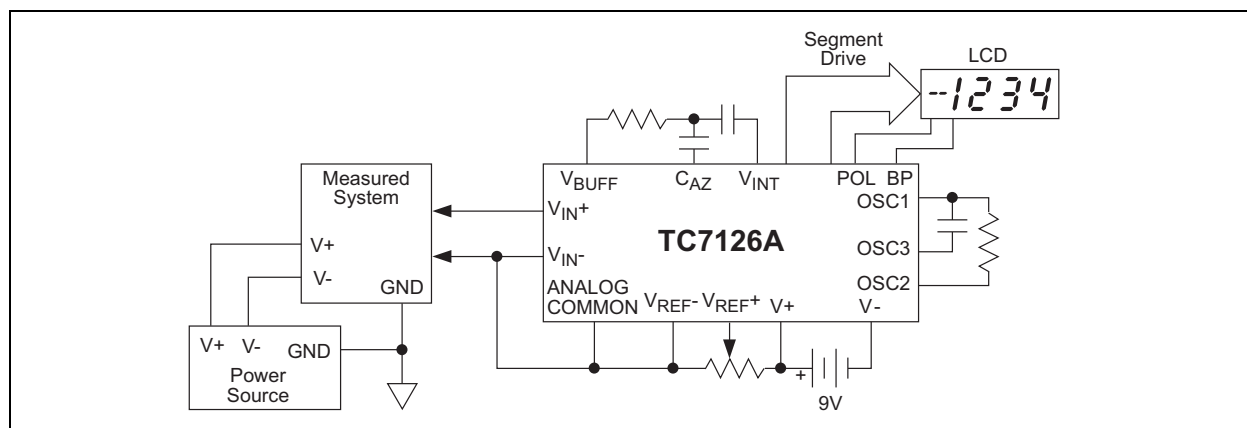 Segment
Drive
LCD
--1234
Measured
System
V+
V-
GND
V+ V- GND
Power
Source
VBUFF CAZ VINT POL BP
VIN+
VIN-
TC7126A
OSC1
OSC3
OSC2
ANALOG
COMMON
VREF- VREF+ V+ V-
+
9V